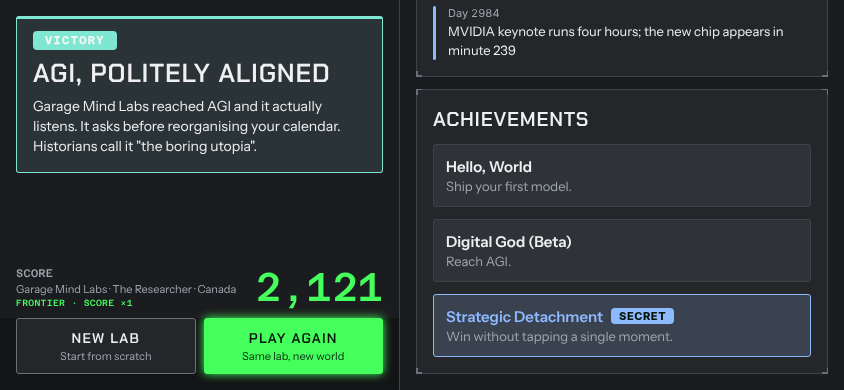 VICTORY
AGI, POLITELY ALIGNED
Garage Mind Labs reached AGI and it actually
listens. It asks before reorganising your calendar.
Historians call it "the boring utopia".
SCORE
Garage Mind Labs · The Researcher · Canada
FRONTIER · SCORE ×1
2,121
NEW LAB
Start from scratch
PLAY AGAIN
Same lab, new world
Day 2984
MVIDIA keynote runs four hours; the new chip appears in
minute 239
ACHIEVEMENTS
Hello, World
Ship your first model.
Digital God (Beta)
Reach AGI.
Strategic Detachment SECRET
Win without tapping a single moment.